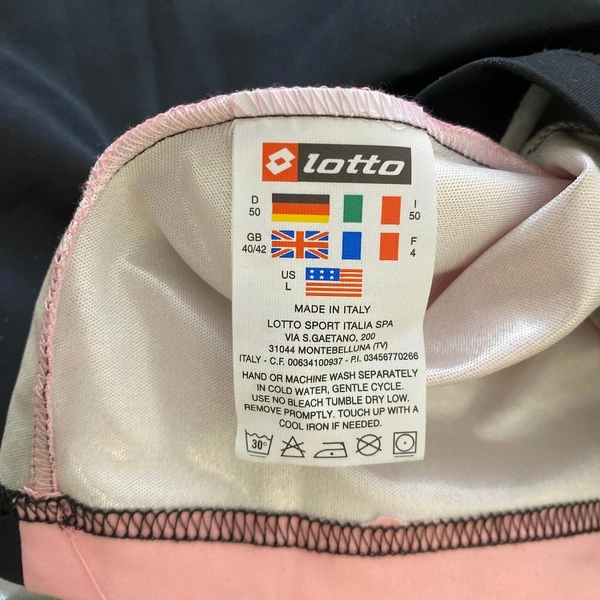 lotto
D I
50 50
GB F
40/42 4
US
L
MADE IN ITALY
LOTTO SPORT ITALIA SPA
VIA S.GAETANO, 200
31044 MONTEBELLUNA (TV)
ITALY - C.F. 00634100937 - P.I. 03456770266
HAND OR MACHINE WASH SEPARATELY
IN COLD WATER, GENTLE CYCLE.
USE NO BLEACH TUMBLE DRY LOW.
REMOVE PROMPTLY. TOUCH UP WITH A
COOL IRON IF NEEDED.
30°